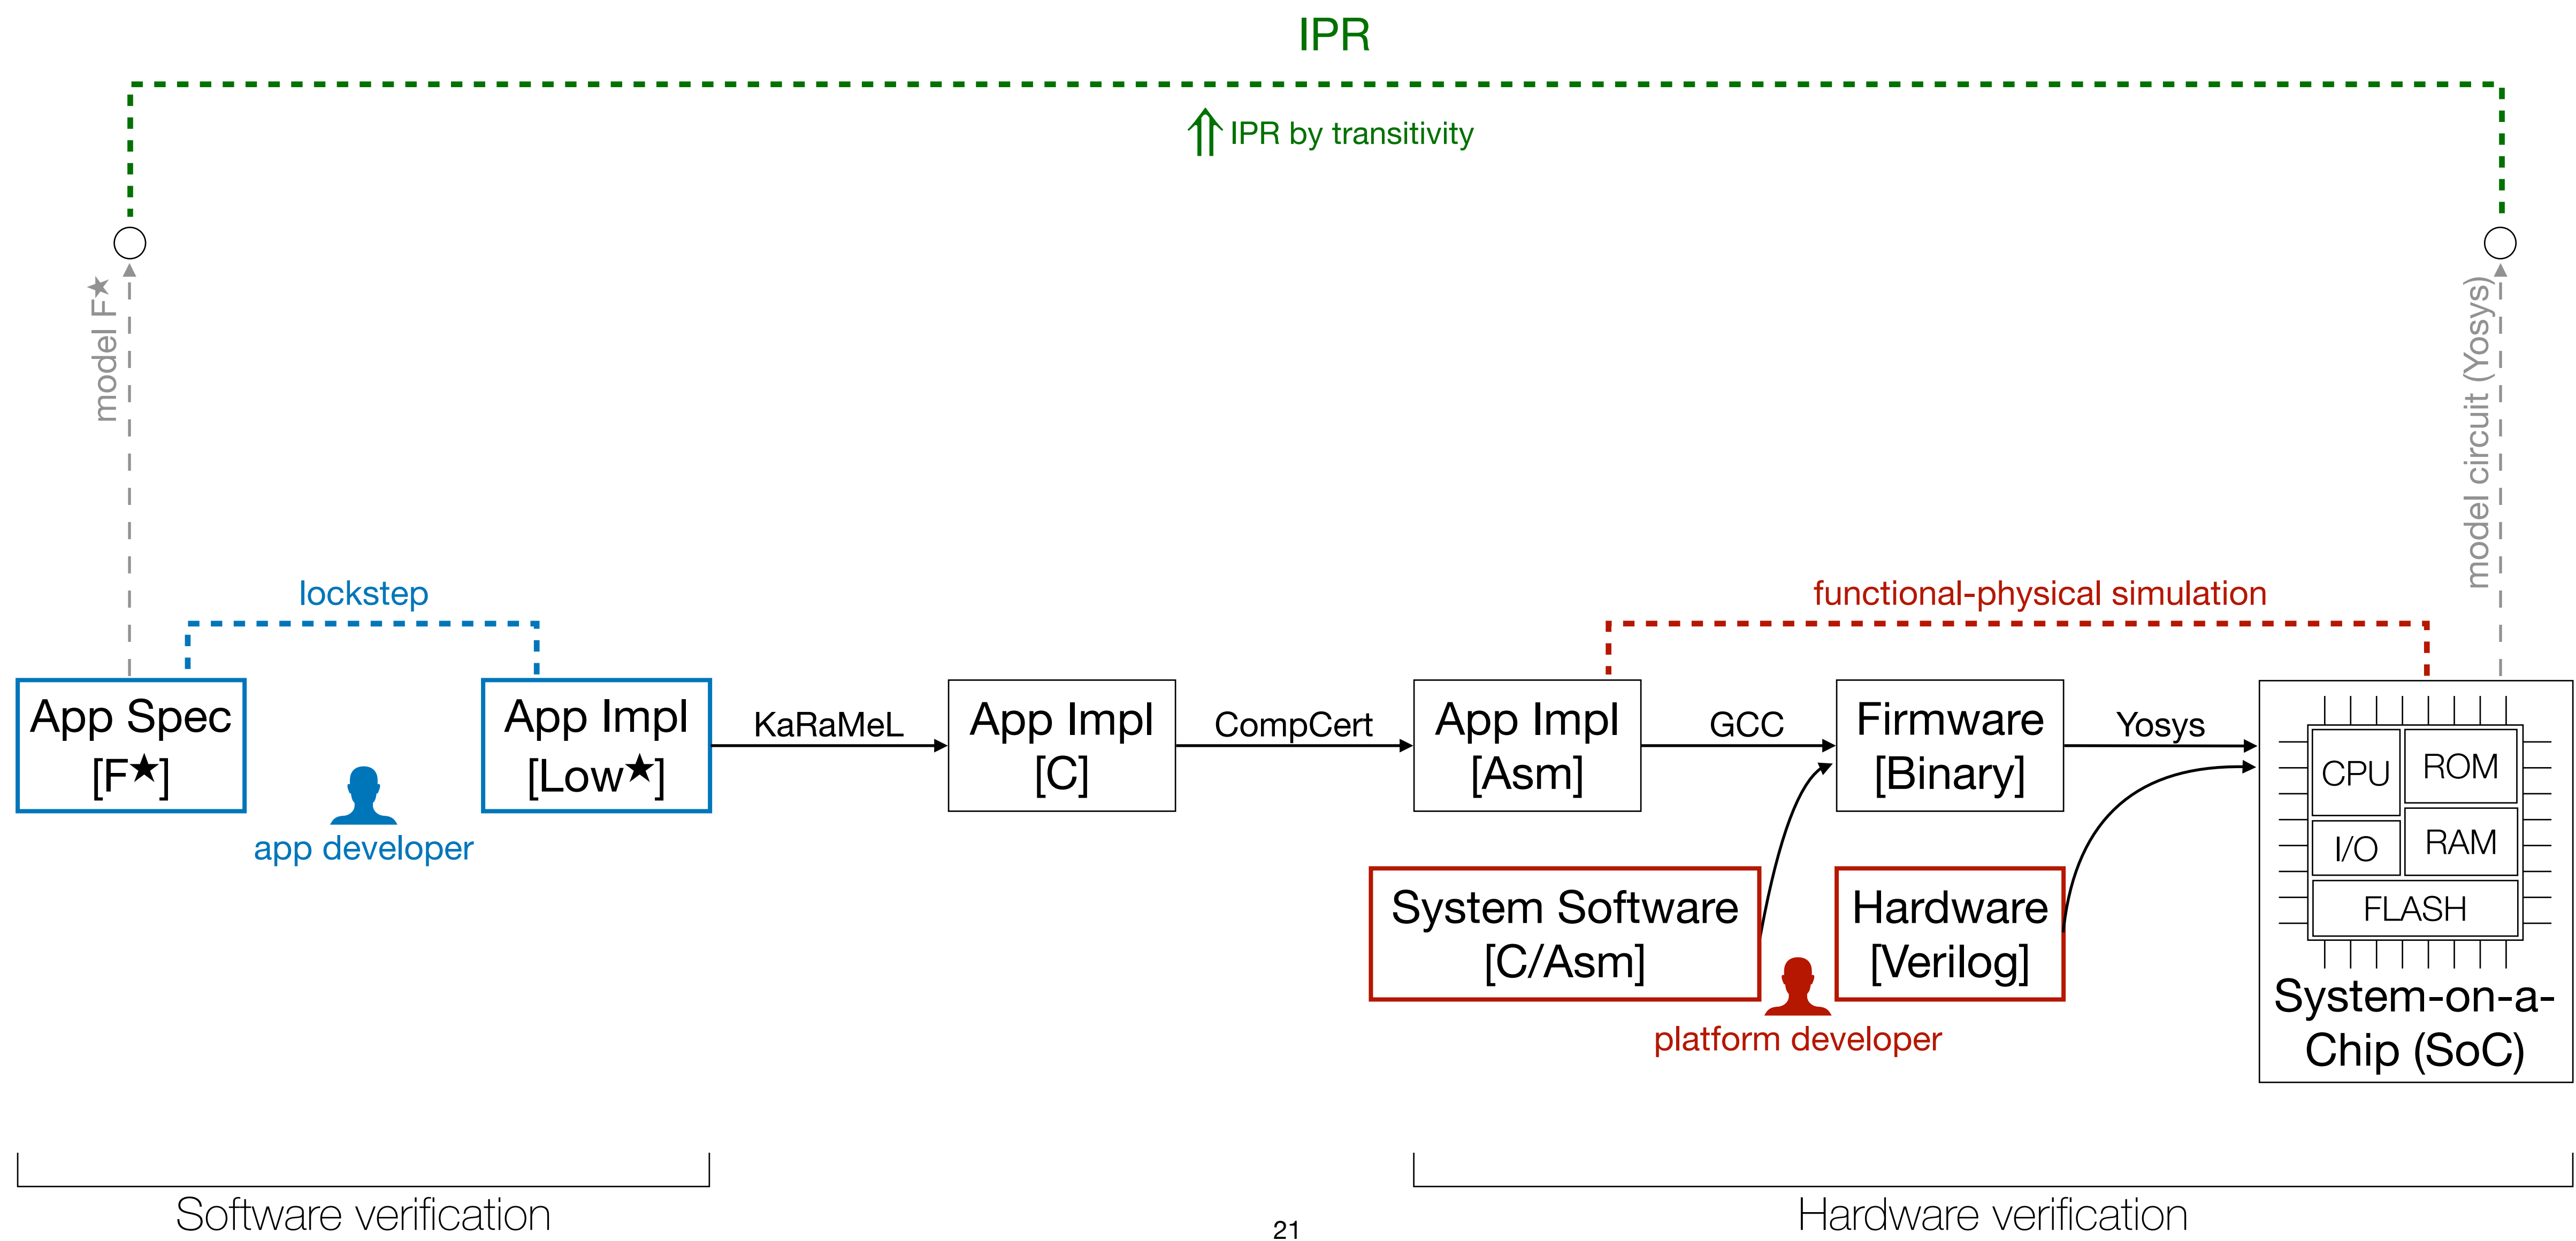 IPR
IPR by transitivity
model F★
model circuit (Yosys)
lockstep
functional-physical simulation
App Spec
[F★]
App Impl
[Low★]
KaRaMeL
App Impl
[C]
CompCert
App Impl
[Asm]
GCC
Firmware
[Binary]
Yosys
CPU
ROM
I/O
RAM
FLASH
System-on-a-
Chip (SoC)
app developer
System Software
[C/Asm]
Hardware
[Verilog]
platform developer
Software verification
Hardware verification
21